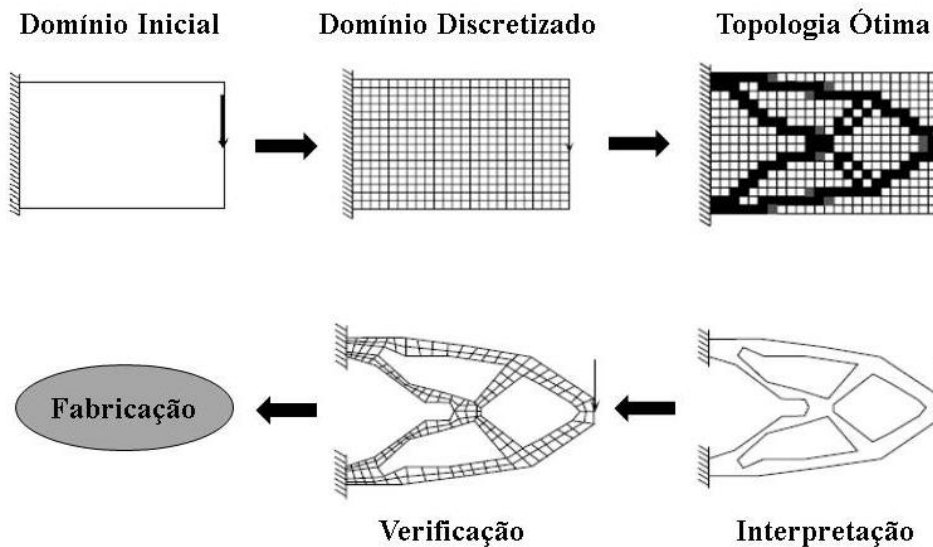 Domínio Inicial
Domínio Discretizado
Topologia Ótima
Fabricação
Verificação
Interpretação